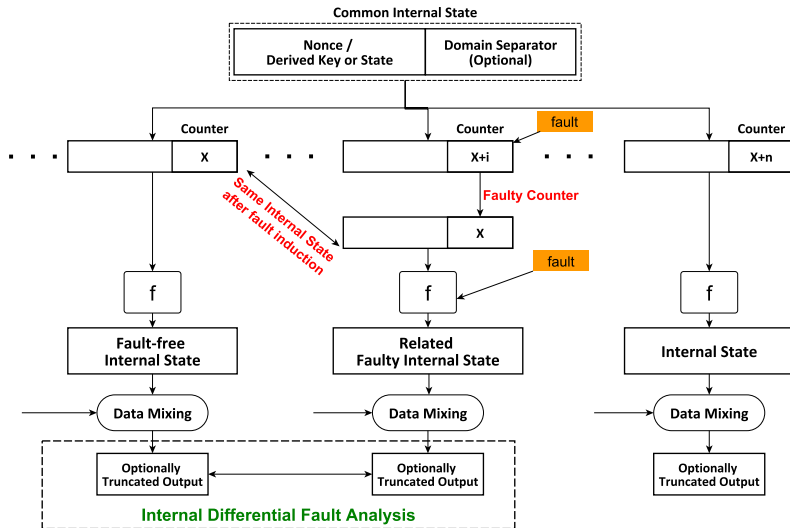 Common Internal State
Nonce /
Derived Key or State
Domain Separator
(Optional)
Counter
Counter
fault
Counter
. . .
X
. . .
X+i
. . .
X+n
Same Internal State
after fault induction
Faulty Counter
X
fault
f
f
f
Fault-free
Internal State
Related
Faulty Internal State
Internal State
Data Mixing
Data Mixing
Data Mixing
Optionally
Truncated Output
Optionally
Truncated Output
Optionally
Truncated Output
Internal Differential Fault Analysis